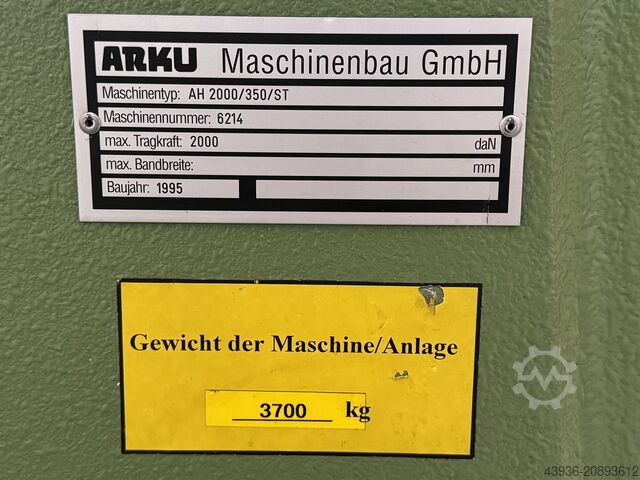 ARKU Maschinenbau GmbH
Maschinentyp: AH 2000/350/ST
Maschinennummer: 6214
max. Tragkraft: 2000 daN
max. Bandbreite: mm
Baujahr: 1995
Gewicht der Maschine/Anlage
3700 kg
43936-20893612